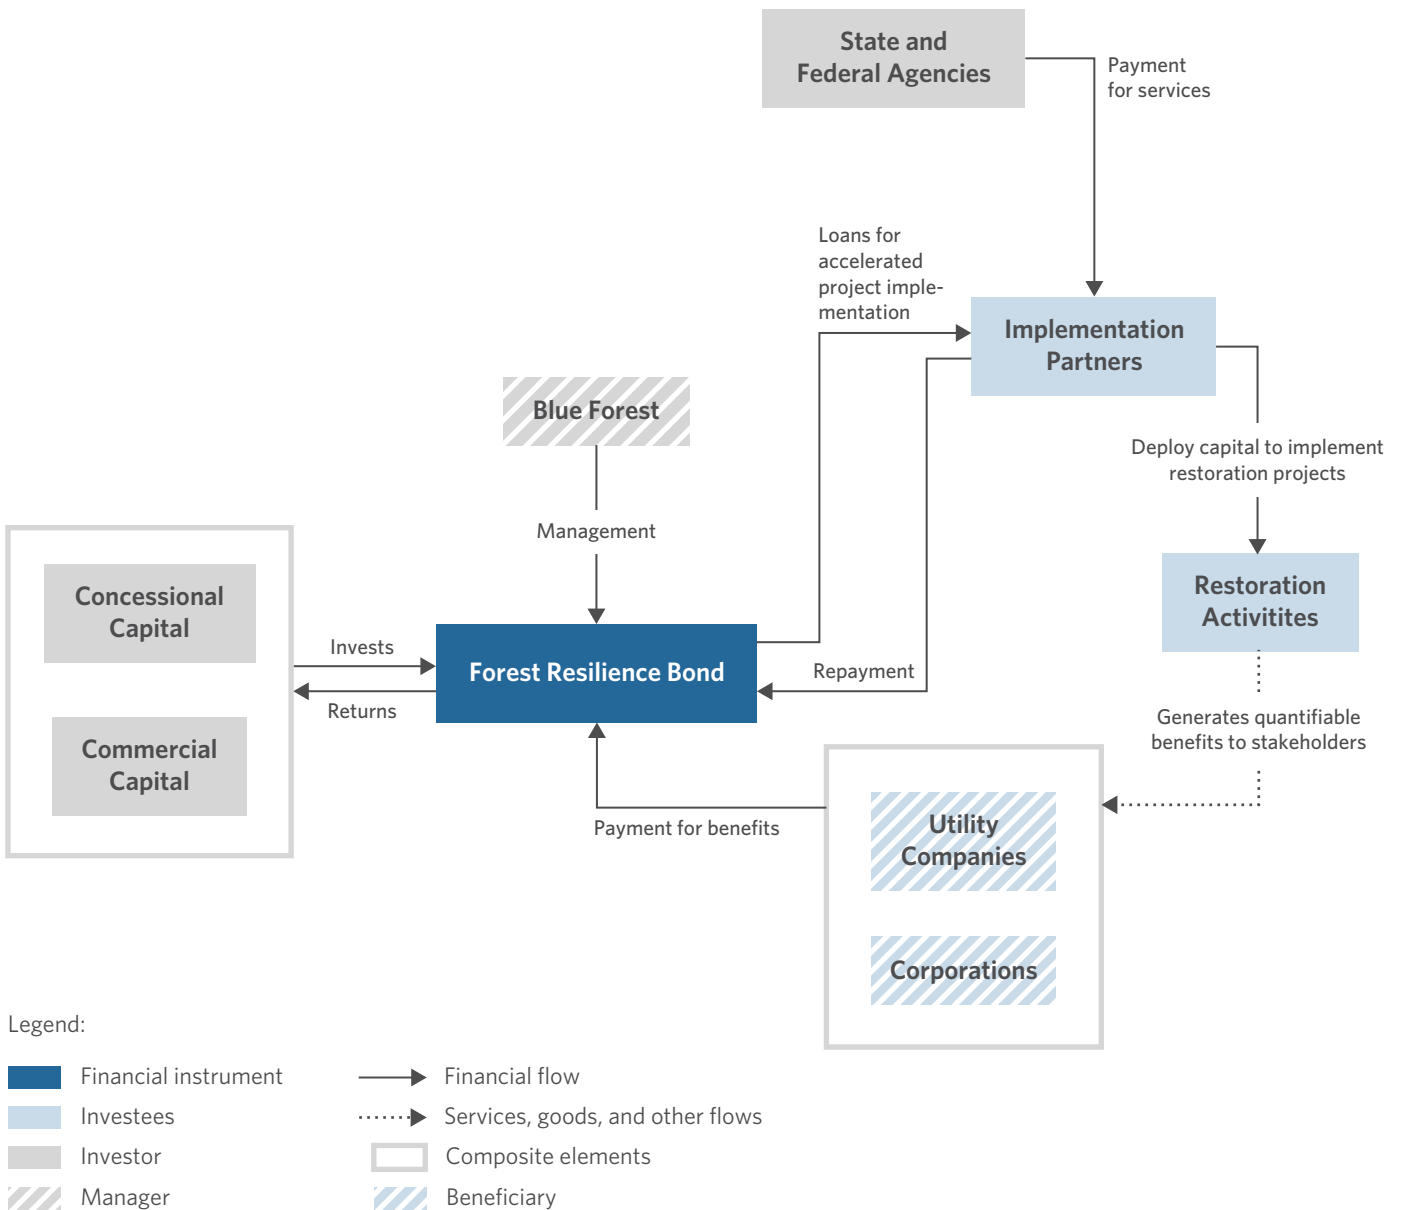 State and
Federal Agencies
Payment
for services
Loans for
accelerated
project imple-
mentation
Implementation
Partners
Blue Forest
Deploy capital to implement
restoration projects
Management
Concessional
Capital
Restoration
Activitites
Invests
Forest Resilience Bond
Repayment
Returns
Generates quantifiable
benefits to stakeholders
Commercial
Capital
Payment for benefits
Utility
Companies
Corporations
Legend:
Financial instrument
Financial flow
Investees
Services, goods, and other flows
Investor
Composite elements
Manager
Beneficiary